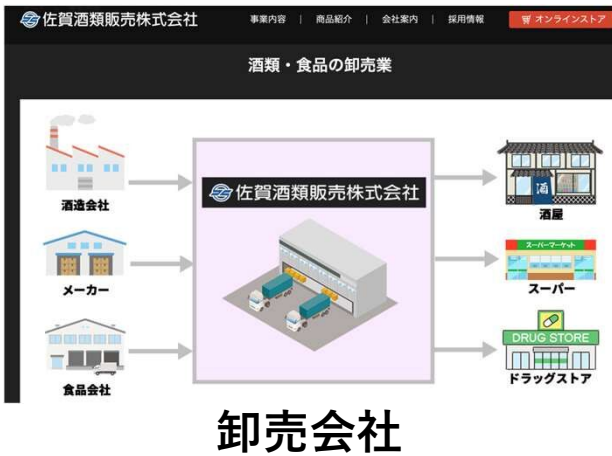 佐賀酒類販売株式会社 事業内容 | 商品紹介 | 会社案内 | 採用情報 オンラインストア
酒類・食品の卸売業
酒造会社
メーカー
食品会社
佐賀酒類販売株式会社
酒
酒屋
スーパーマーケット
スーパー
DRUG STORE
ドラッグストア
卸売会社